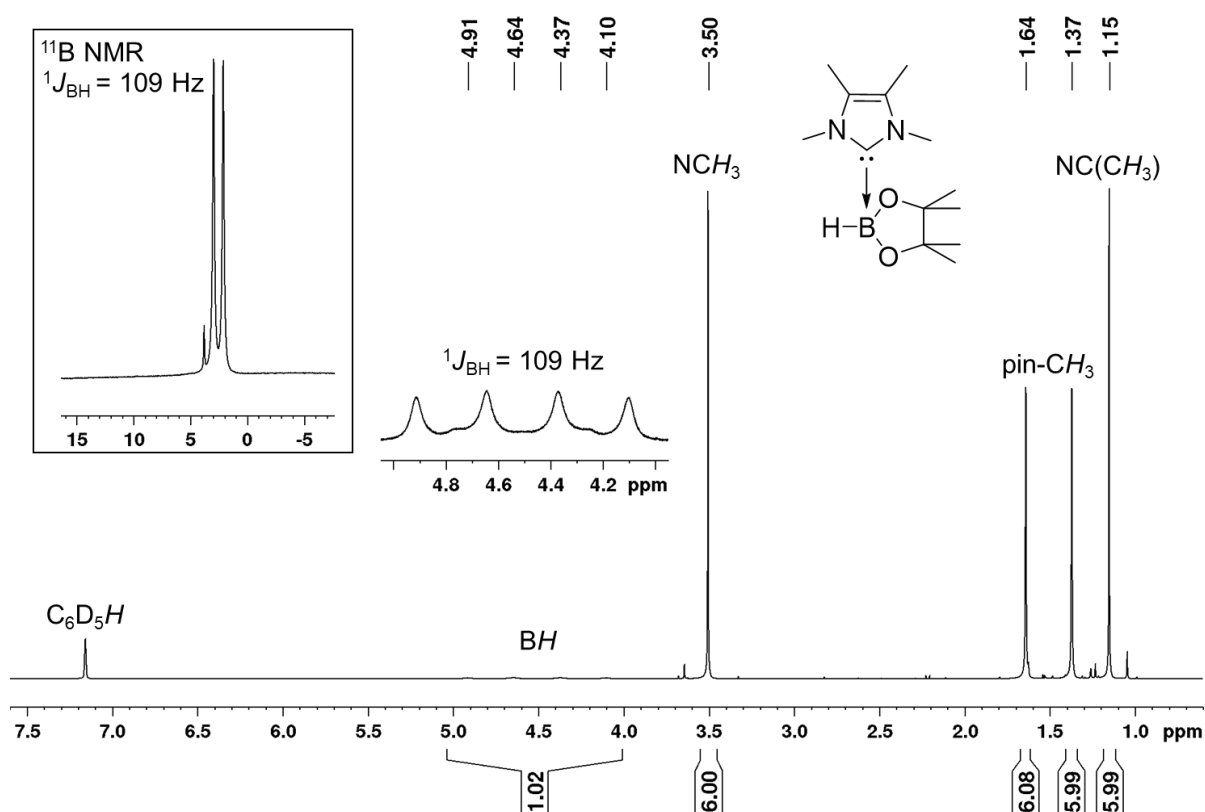 ¹¹B NMR
¹J_BH = 109 Hz
15 10 5 0 -5
4.91 4.64 4.37 4.10 3.50 1.64 1.37 1.15
N N
O
H-B
O
NCH₃
NC(CH₃)
¹J_BH = 109 Hz
4.8 4.6 4.4 4.2 ppm
pin-CH₃
C₆D₅H
BH
7.5 7.0 6.5 6.0 5.5 5.0 4.5 4.0 3.5 3.0 2.5 2.0 1.5 1.0 ppm
1.02 6.00 6.08 5.99 5.99